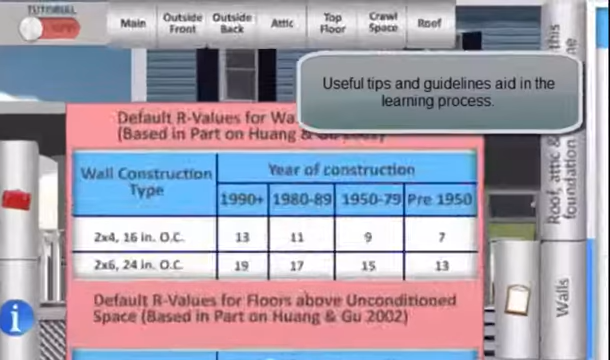 TUTORIAL
Main
Outside
Front
Outside
Back
Attic
Top
Floor
Crawl
Space
Roof
Useful tips and guidelines aid in the
learning process.
Default R-Values for Wa
(Based in Part on Huang &
Wall Construction
Type
Year of construction
1990+ 1980-89 1950-79 Pre 1950
2x4, 16 in. O.C. 13 11 9 7
2x6, 24 in. O.C. 19 17 15 13
Default R-Values for Floors above Unconditioned
Space (Based in Part on Huang & Gu 2002)
this
Roof, attic &
foundation
Walls
i